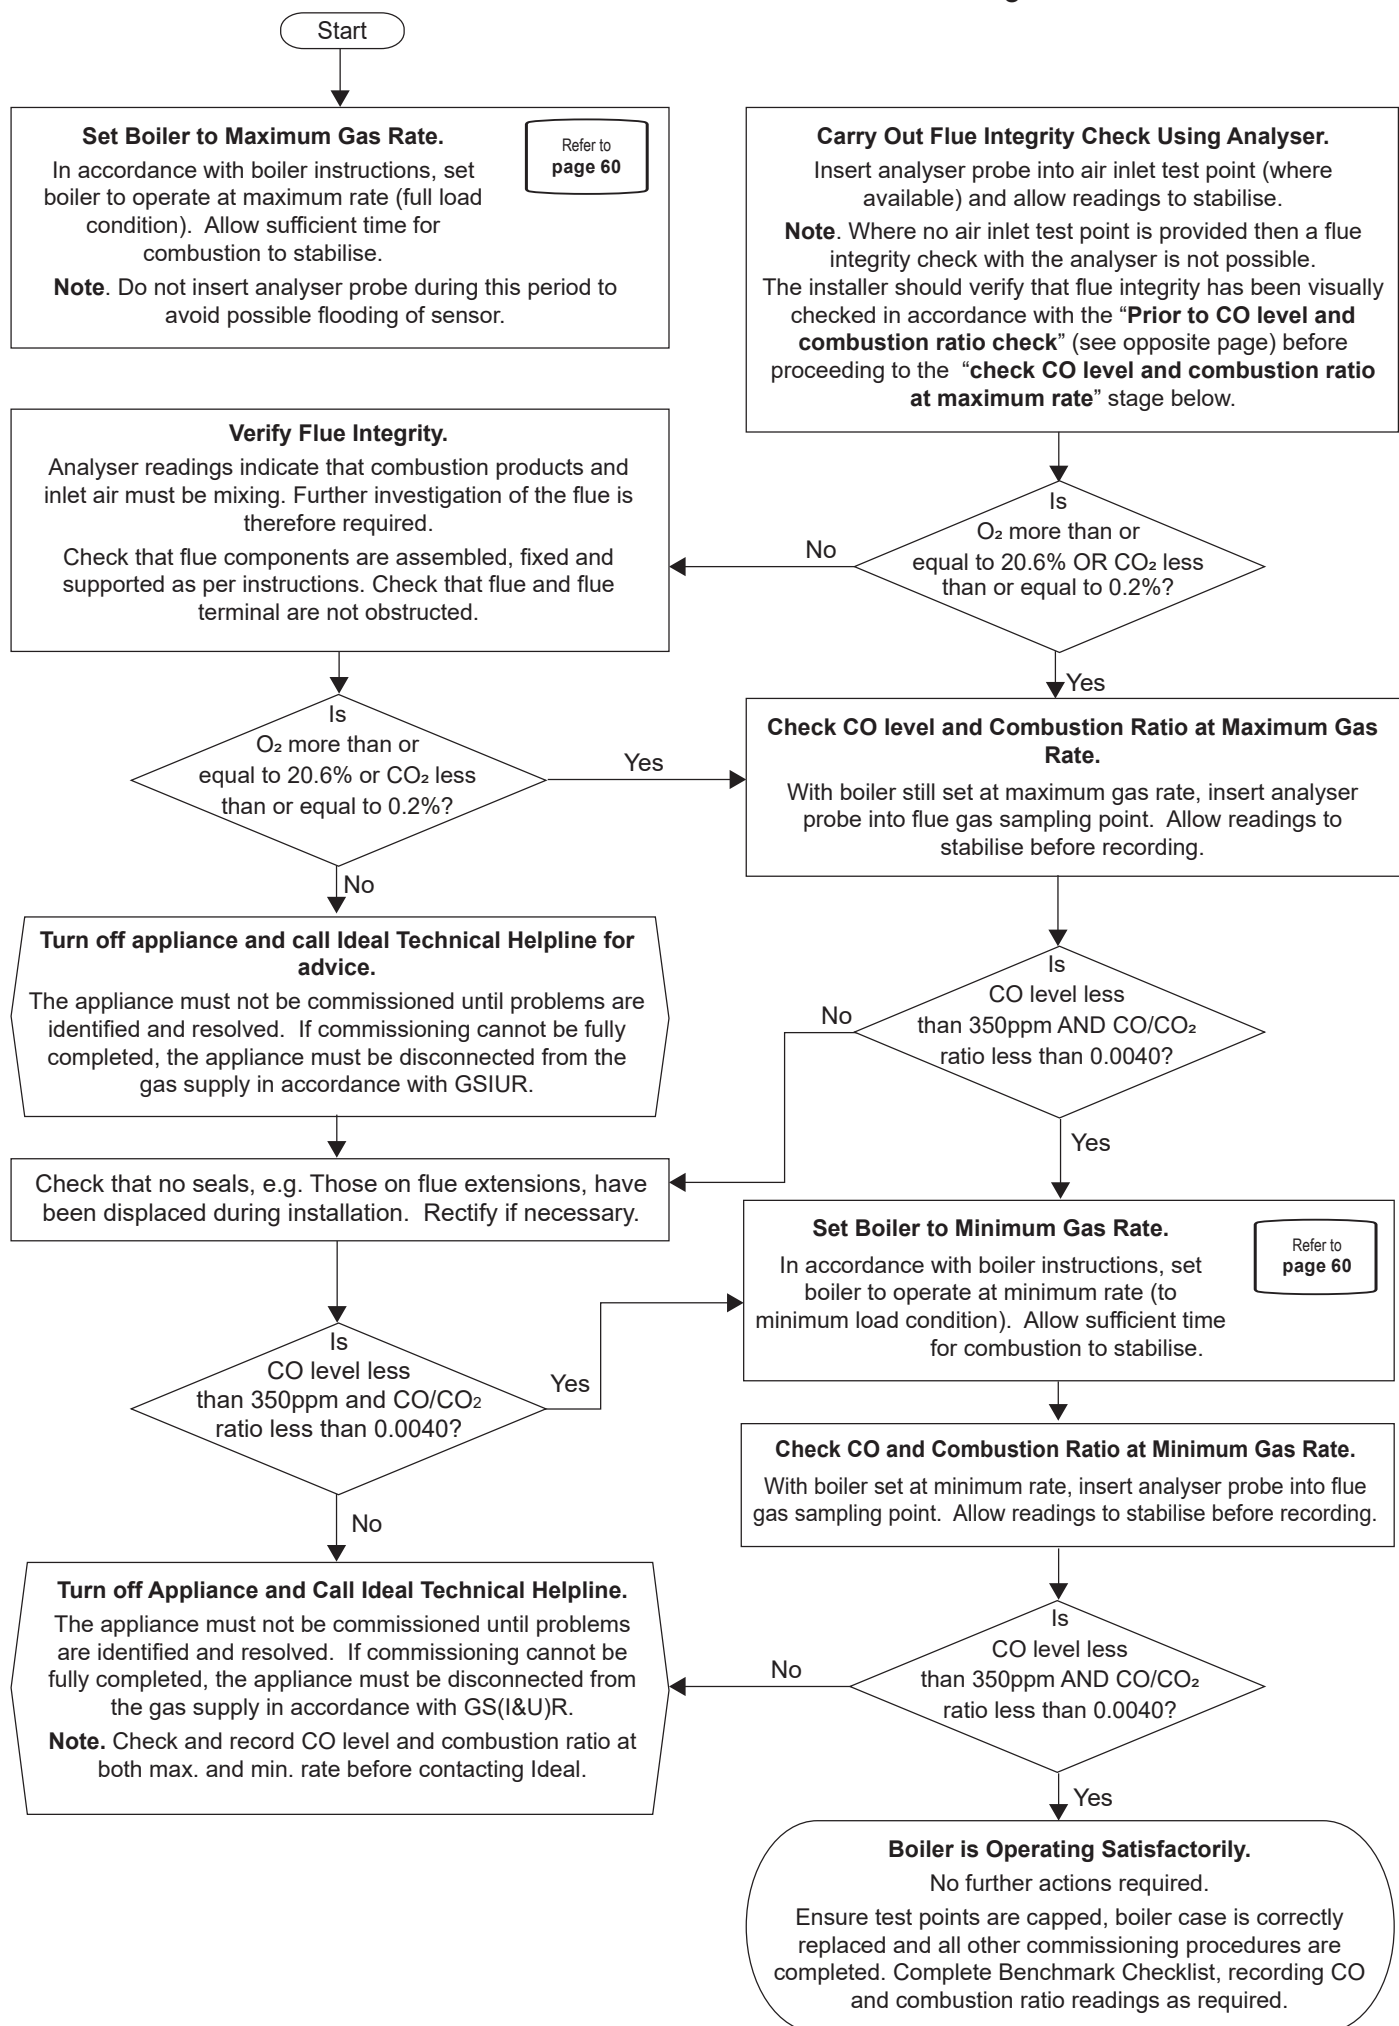 Start
Set Boiler to Maximum Gas Rate.
In accordance with boiler instructions, set
boiler to operate at maximum rate (full load
condition).  Allow sufficient time for
combustion to stabilise.
Note. Do not insert analyser probe during this period to
avoid possible flooding of sensor.
Refer to
page 60
Carry Out Flue Integrity Check Using Analyser.
Insert analyser probe into air inlet test point (where
available) and allow readings to stabilise.
Note. Where no air inlet test point is provided then a flue
integrity check with the analyser is not possible.
The installer should verify that flue integrity has been visually
checked in accordance with the “Prior to CO level and
combustion ratio check” (see opposite page) before
proceeding to the  “check CO level and combustion ratio
at maximum rate” stage below.
Is
O₂ more than or
equal to 20.6% OR CO₂ less
than or equal to 0.2%?
No
Yes
Verify Flue Integrity.
Analyser readings indicate that combustion products and
inlet air must be mixing. Further investigation of the flue is
therefore required.
Check that flue components are assembled, fixed and
supported as per instructions. Check that flue and flue
terminal are not obstructed.
Is
O₂ more than or
equal to 20.6% or CO₂ less
than or equal to 0.2%?
Yes
No
Check CO level and Combustion Ratio at Maximum Gas
Rate.
With boiler still set at maximum gas rate, insert analyser
probe into flue gas sampling point.  Allow readings to
stabilise before recording.
Turn off appliance and call Ideal Technical Helpline for
advice.
The appliance must not be commissioned until problems are
identified and resolved.  If commissioning cannot be fully
completed, the appliance must be disconnected from the
gas supply in accordance with GSIUR.
Is
CO level less
than 350ppm AND CO/CO₂
ratio less than 0.0040?
No
Yes
Check that no seals, e.g. Those on flue extensions, have
been displaced during installation.  Rectify if necessary.
Set Boiler to Minimum Gas Rate.
In accordance with boiler instructions, set
boiler to operate at minimum rate (to
minimum load condition).  Allow sufficient time
for combustion to stabilise.
Refer to
page 60
Is
CO level less
than 350ppm and CO/CO₂
ratio less than 0.0040?
Yes
No
Check CO and Combustion Ratio at Minimum Gas Rate.
With boiler set at minimum rate, insert analyser probe into flue
gas sampling point.  Allow readings to stabilise before recording.
Turn off Appliance and Call Ideal Technical Helpline.
The appliance must not be commissioned until problems
are identified and resolved.  If commissioning cannot be
fully completed, the appliance must be disconnected from
the gas supply in accordance with GS(I&U)R.
Note. Check and record CO level and combustion ratio at
both max. and min. rate before contacting Ideal.
Is
CO level less
than 350ppm AND CO/CO₂
ratio less than 0.0040?
No
Yes
Boiler is Operating Satisfactorily.
No further actions required.
Ensure test points are capped, boiler case is correctly
replaced and all other commissioning procedures are
completed. Complete Benchmark Checklist, recording CO
and combustion ratio readings as required.